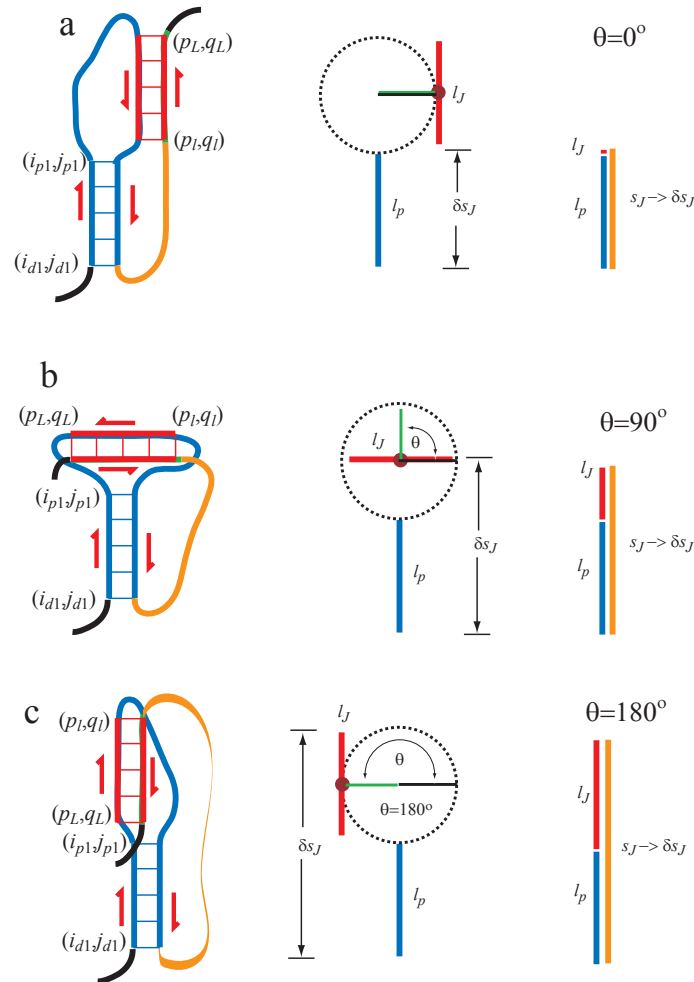 a
(p_L,q_L)
θ=0°
l_J
(p_l,q_l)
l_J
(i_p1,j_p1)
l_p
δs_J
l_p
s_J –> δs_J
(i_d1,j_d1)
b
(p_L,q_L)
(p_l,q_l)
θ=90°
l_J
θ
l_J
(i_p1,j_p1)
δs_J
s_J –> δs_J
l_p
l_p
(i_d1,j_d1)
c
θ=180°
(p_l,q_l)
l_J
θ
l_J
θ=180°
(p_L,q_L)
(i_p1,j_p1)
δs_J
s_J –> δs_J
l_p
l_p
(i_d1,j_d1)